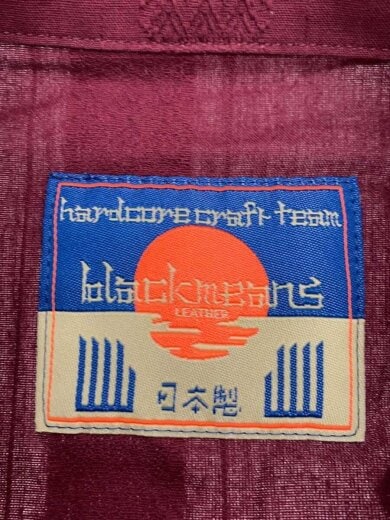 hardcore craft team
blackmeans
LEATHER
日本製